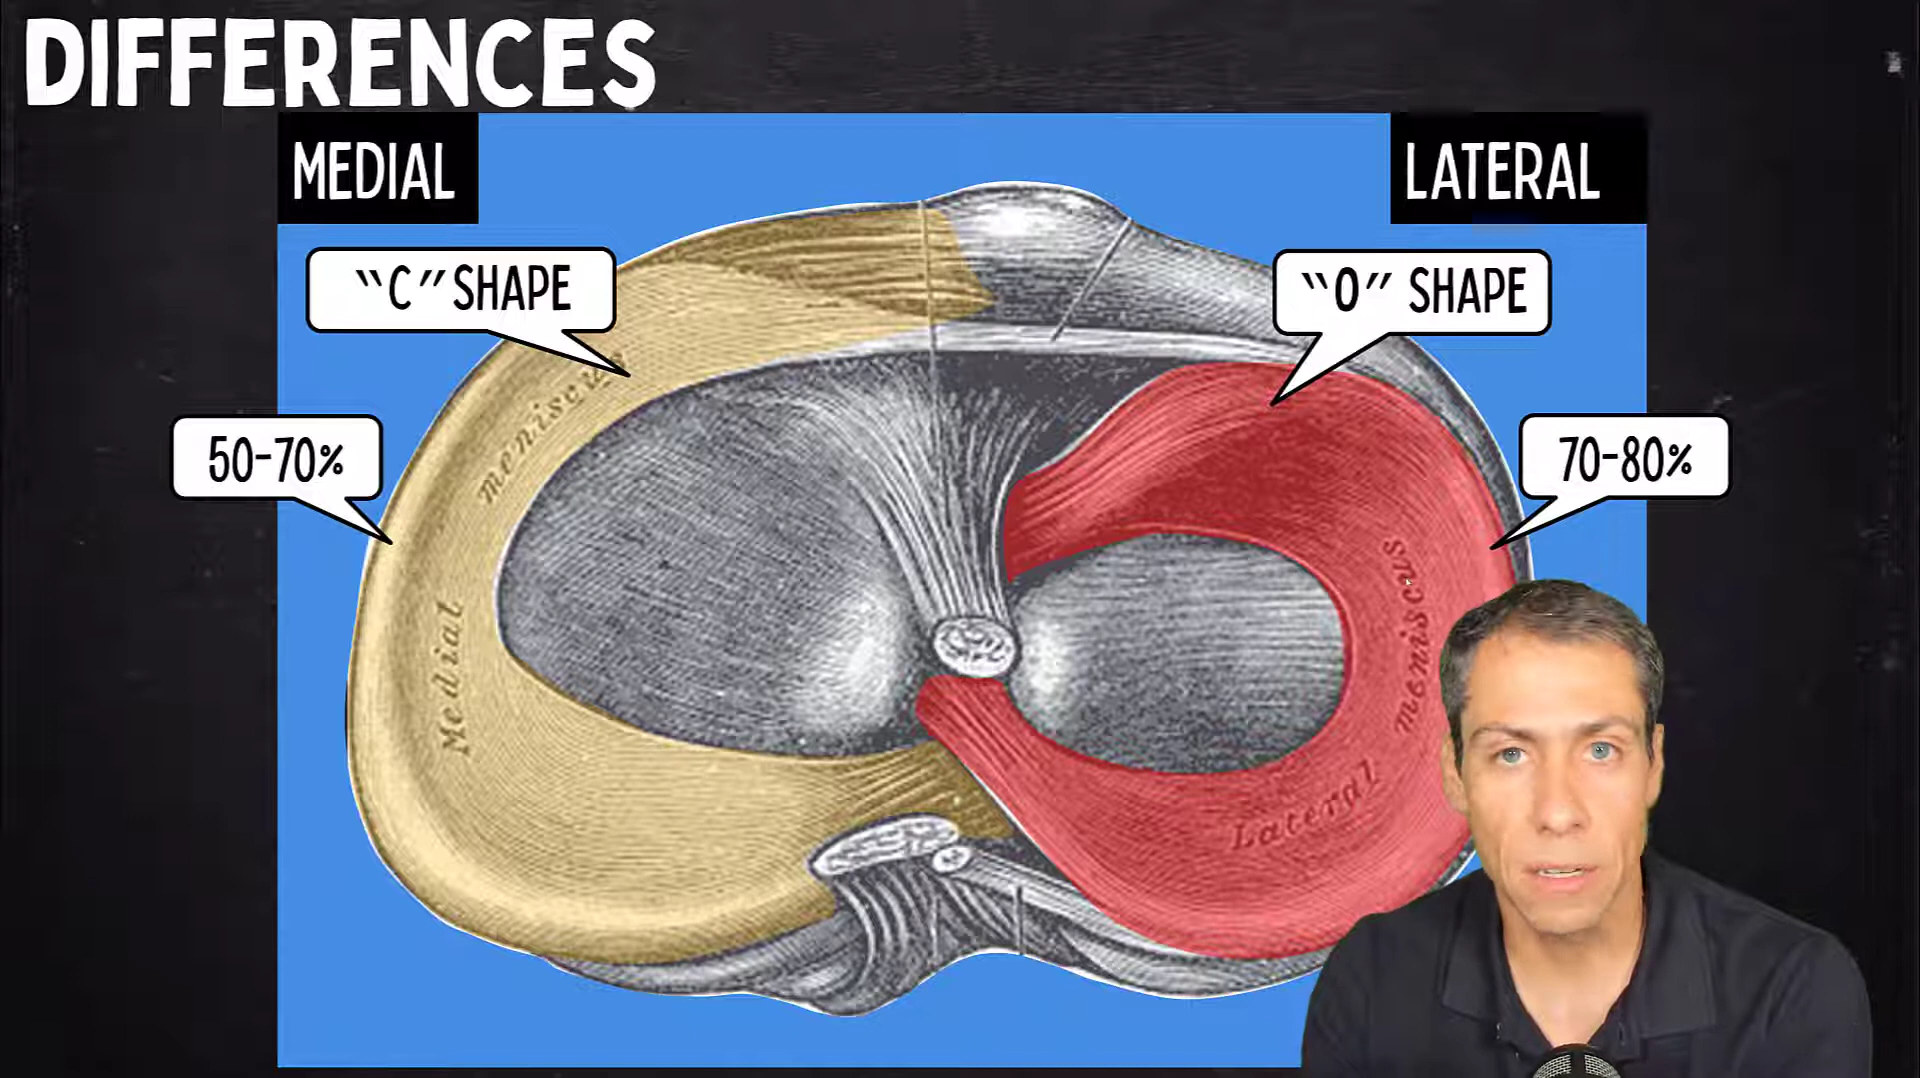 DIFFERENCES
MEDIAL
LATERAL
"C" SHAPE
"O" SHAPE
50-70%
70-80%
meniscus
Medial
meniscus
Lateral